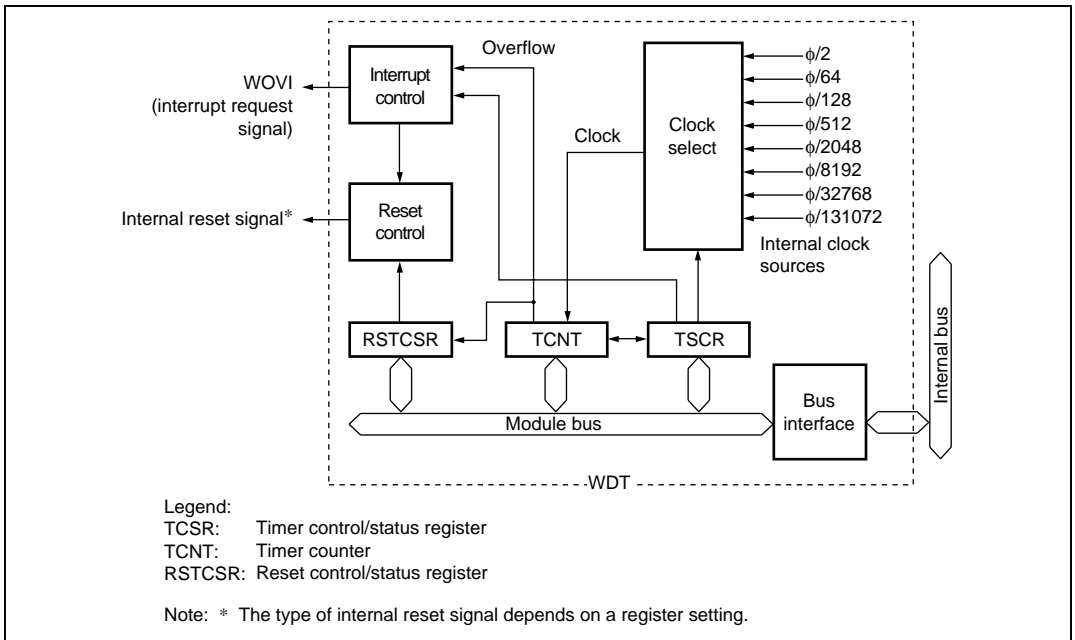 Overflow
Interrupt
control
WOVI
(interrupt request
signal)
Clock
Clock
select
ϕ/2
ϕ/64
ϕ/128
ϕ/512
ϕ/2048
ϕ/8192
ϕ/32768
ϕ/131072
Internal clock
sources
Internal reset signal*
Reset
control
RSTCSR
TCNT
TSCR
Module bus
Bus
interface
Internal bus
WDT
Legend:
TCSR: Timer control/status register
TCNT: Timer counter
RSTCSR: Reset control/status register
Note: * The type of internal reset signal depends on a register setting.